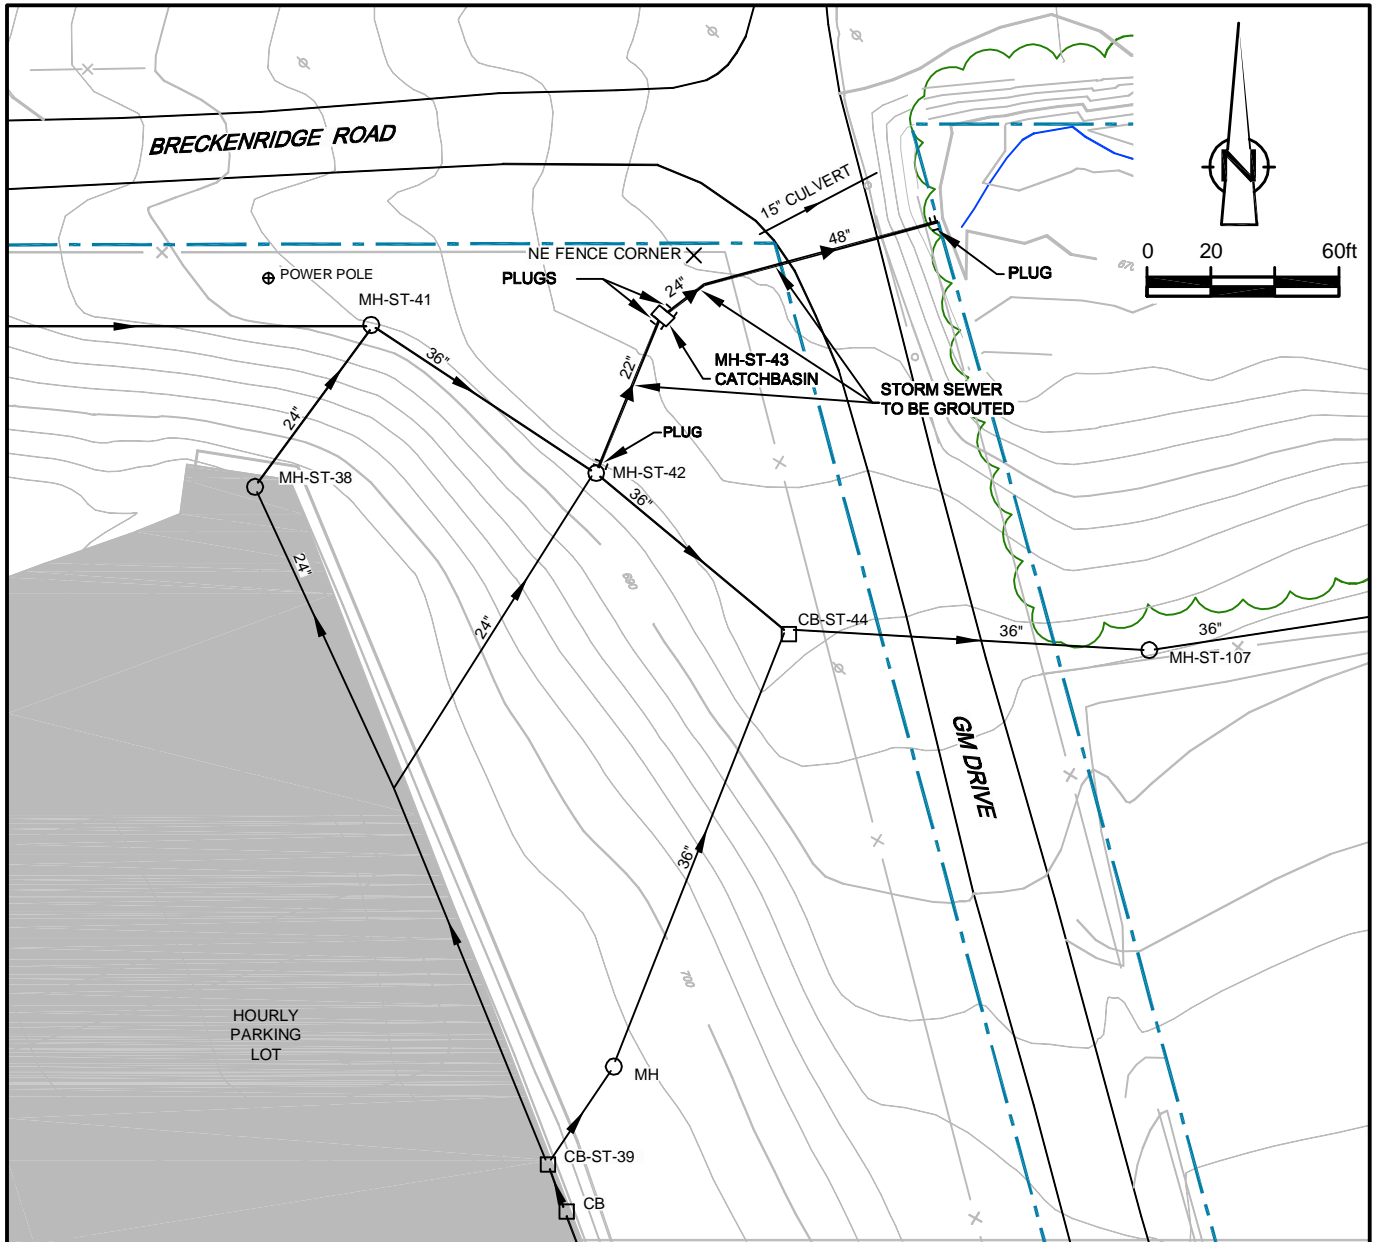 BRECKENRIDGE ROAD
15" CULVERT
N
0 20 60ft
48"
NE FENCE CORNER
PLUG
POWER POLE
PLUGS
24"
MH-ST-41
36"
22"
MH-ST-43
CATCHBASIN
STORM SEWER
TO BE GROUTED
24"
PLUG
MH-ST-38
MH-ST-42
36"
24"
690
24"
CB-ST-44
36"
36"
MH-ST-107
GM DRIVE
36"
700
HOURLY
PARKING
LOT
MH
CB-ST-39
CB